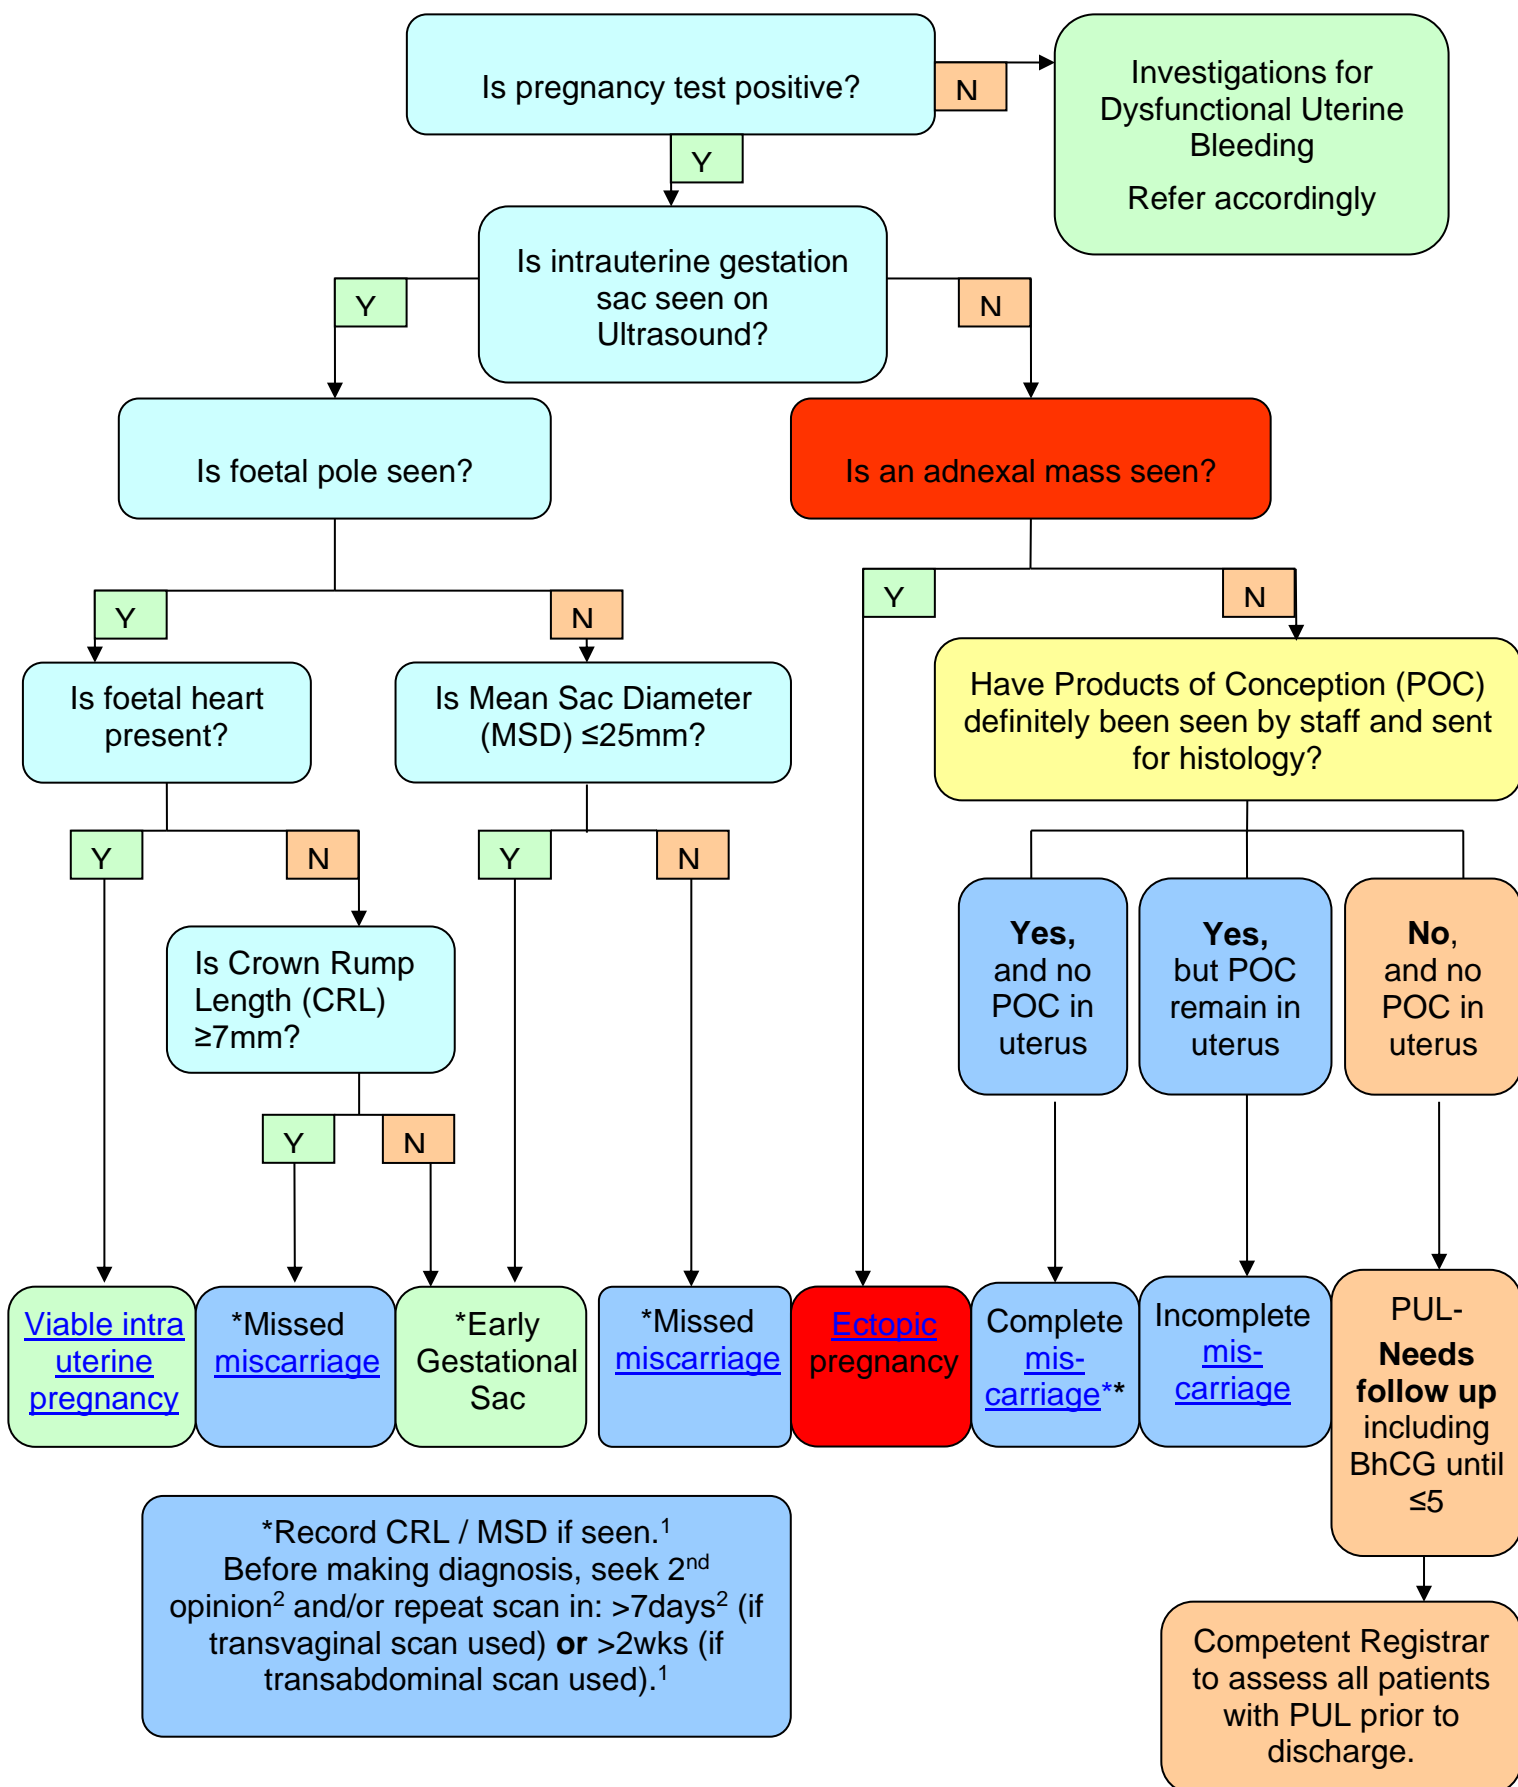 Is pregnancy test positive?
N
Investigations for
Dysfunctional Uterine
Bleeding
Refer accordingly
Y
Is intrauterine gestation
sac seen on
Ultrasound?
Y
N
Is foetal pole seen?
Is an adnexal mass seen?
Y
N
Y
N
Is foetal heart
present?
Is Mean Sac Diameter
(MSD) ≤25mm?
Have Products of Conception (POC)
definitely been seen by staff and sent
for histology?
Y
N
Y
N
Is Crown Rump
Length (CRL)
≥7mm?
Yes,
and no
POC in
uterus
Yes,
but POC
remain in
uterus
No,
and no
POC in
uterus
Y
N
Viable intra
uterine
pregnancy
*Missed
miscarriage
*Early
Gestational
Sac
*Missed
miscarriage
Ectopic
pregnancy
Complete
mis-
carriage**
Incomplete
mis-
carriage
PUL-
Needs
follow up
including
BhCG until
≤5
*Record CRL / MSD if seen.¹
Before making diagnosis, seek 2nd
opinion² and/or repeat scan in: >7days² (if
transvaginal scan used) or >2wks (if
transabdominal scan used).¹
Competent Registrar
to assess all patients
with PUL prior to
discharge.